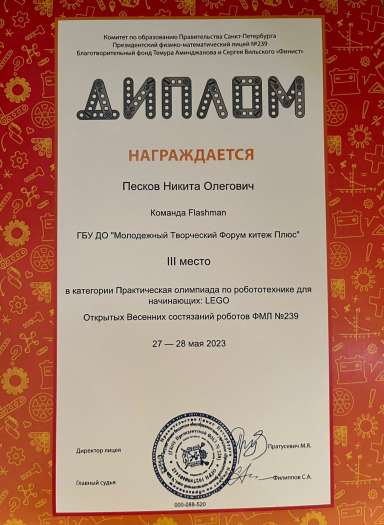 Комитет по образованию Правительства Санкт-Петербурга
Президентский физико-математический лицей №239
Благотворительный фонд Темура Аминджанова и Сергея Вильского «Финист»
ДИПЛОМ
НАГРАЖДАЕТСЯ
Песков Никита Олегович
Команда Flashman
ГБУ ДО "Молодежный Творческий Форум китеж Плюс"
III место
в категории Практическая олимпиада по робототехнике для
начинающих: LEGO
Открытых Весенних состязаний роботов ФМЛ №239
27 — 28 мая 2023
Директор лицея
Пратусевич М.Я.
Главный судья
Филиппов С.А.
000-088-520